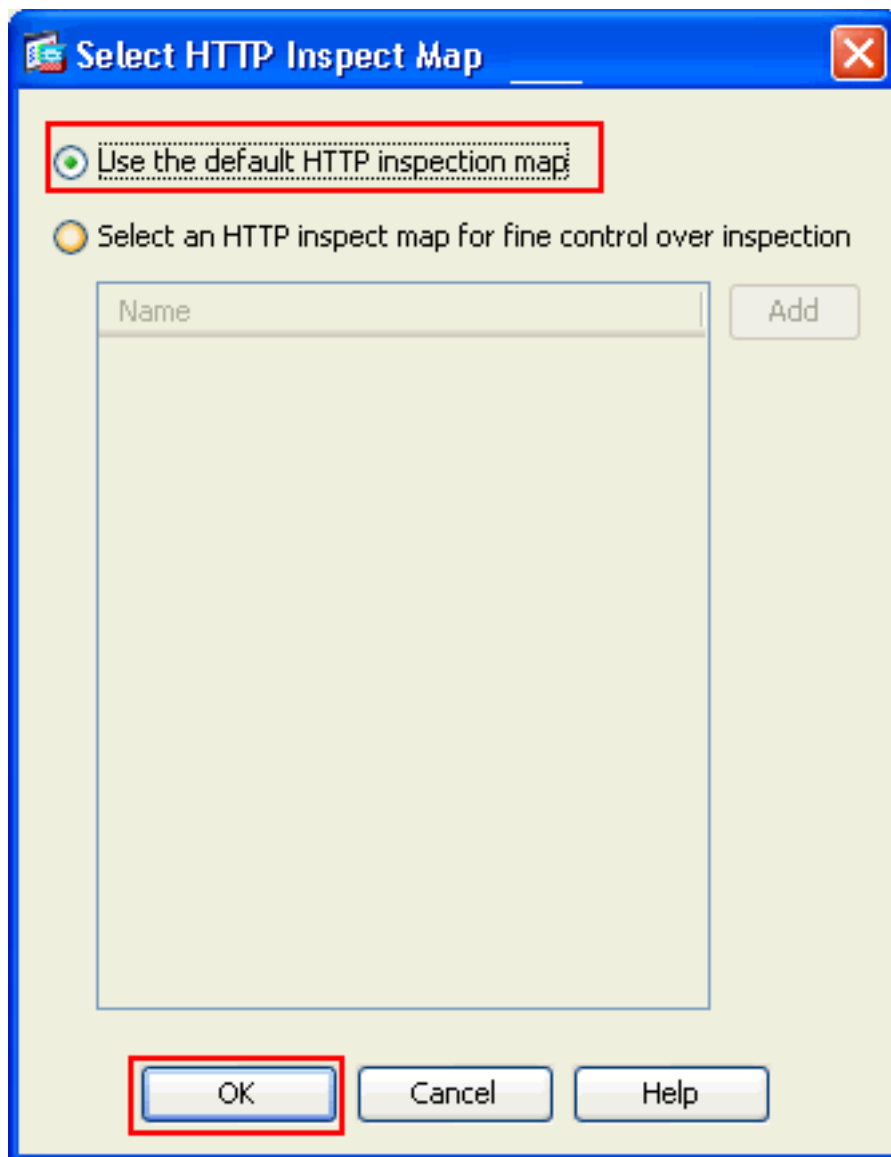 Select HTTP Inspect Map
Use the default HTTP inspection map
Select an HTTP inspect map for fine control over inspection
Name
Add
OK
Cancel
Help